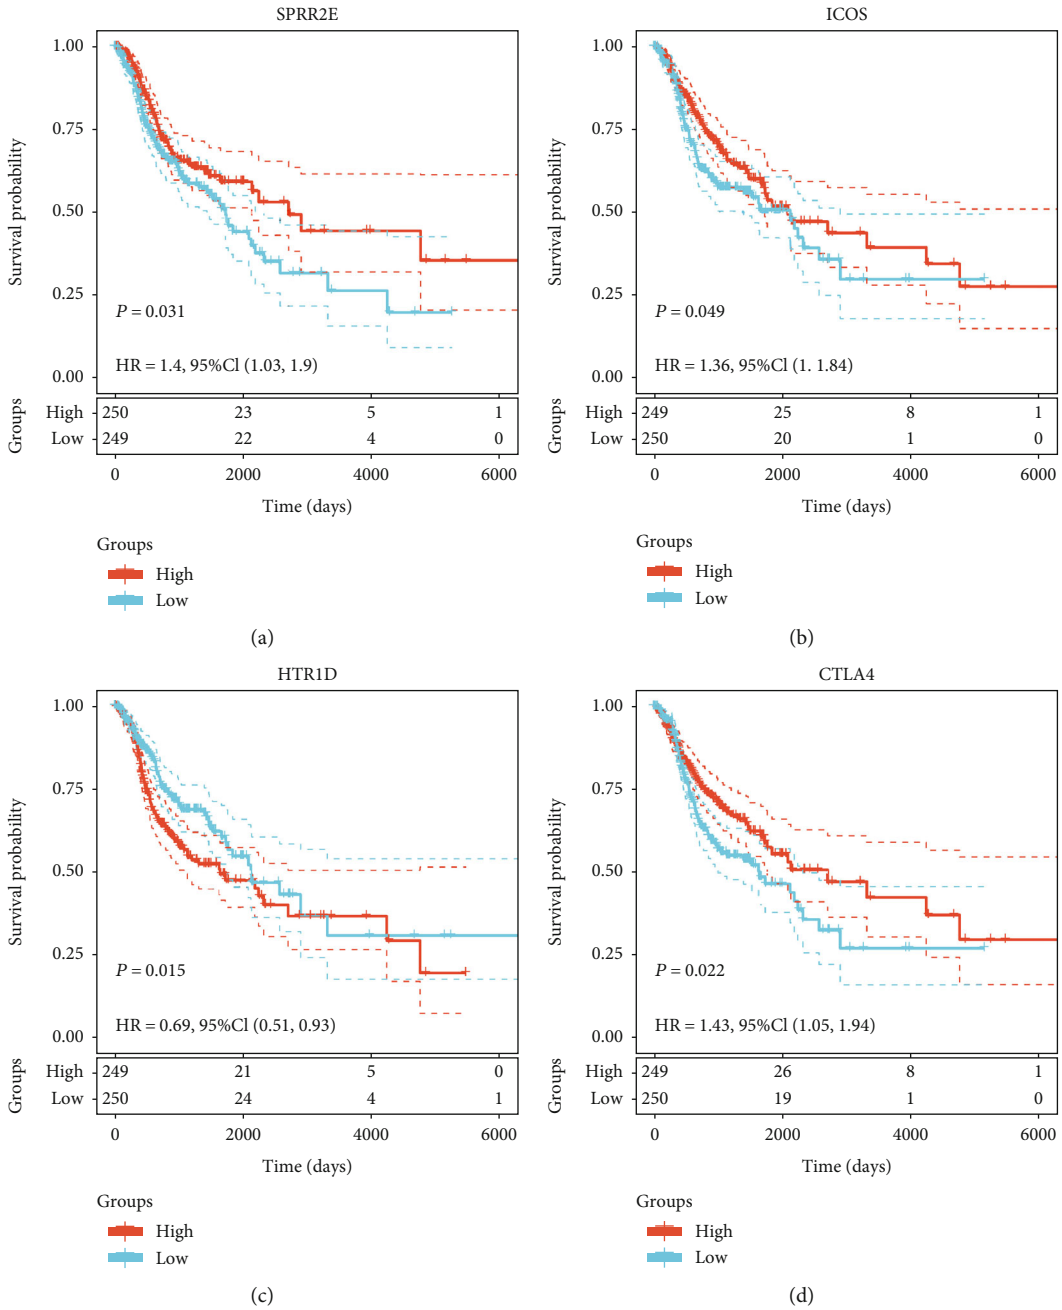 SPRR2E
Survival probability
1.00
0.75
0.50
0.25
0.00
P = 0.031
HR = 1.4, 95%Cl (1.03, 1.9)
Groups
High 250 23 5 1
Low 249 22 4 0
0 2000 4000 6000
Time (days)
Groups
High
Low
(a)
ICOS
Survival probability
1.00
0.75
0.50
0.25
0.00
P = 0.049
HR = 1.36, 95%Cl (1. 1.84)
Groups
High 249 25 8 1
Low 250 20 1 0
0 2000 4000 6000
Time (days)
Groups
High
Low
(b)
HTR1D
Survival probability
1.00
0.75
0.50
0.25
0.00
P = 0.015
HR = 0.69, 95%Cl (0.51, 0.93)
Groups
High 249 21 5 0
Low 250 24 4 1
0 2000 4000 6000
Time (days)
Groups
High
Low
(c)
CTLA4
Survival probability
1.00
0.75
0.50
0.25
0.00
P = 0.022
HR = 1.43, 95%Cl (1.05, 1.94)
Groups
High 249 26 8 1
Low 250 19 1 0
0 2000 4000 6000
Time (days)
Groups
High
Low
(d)